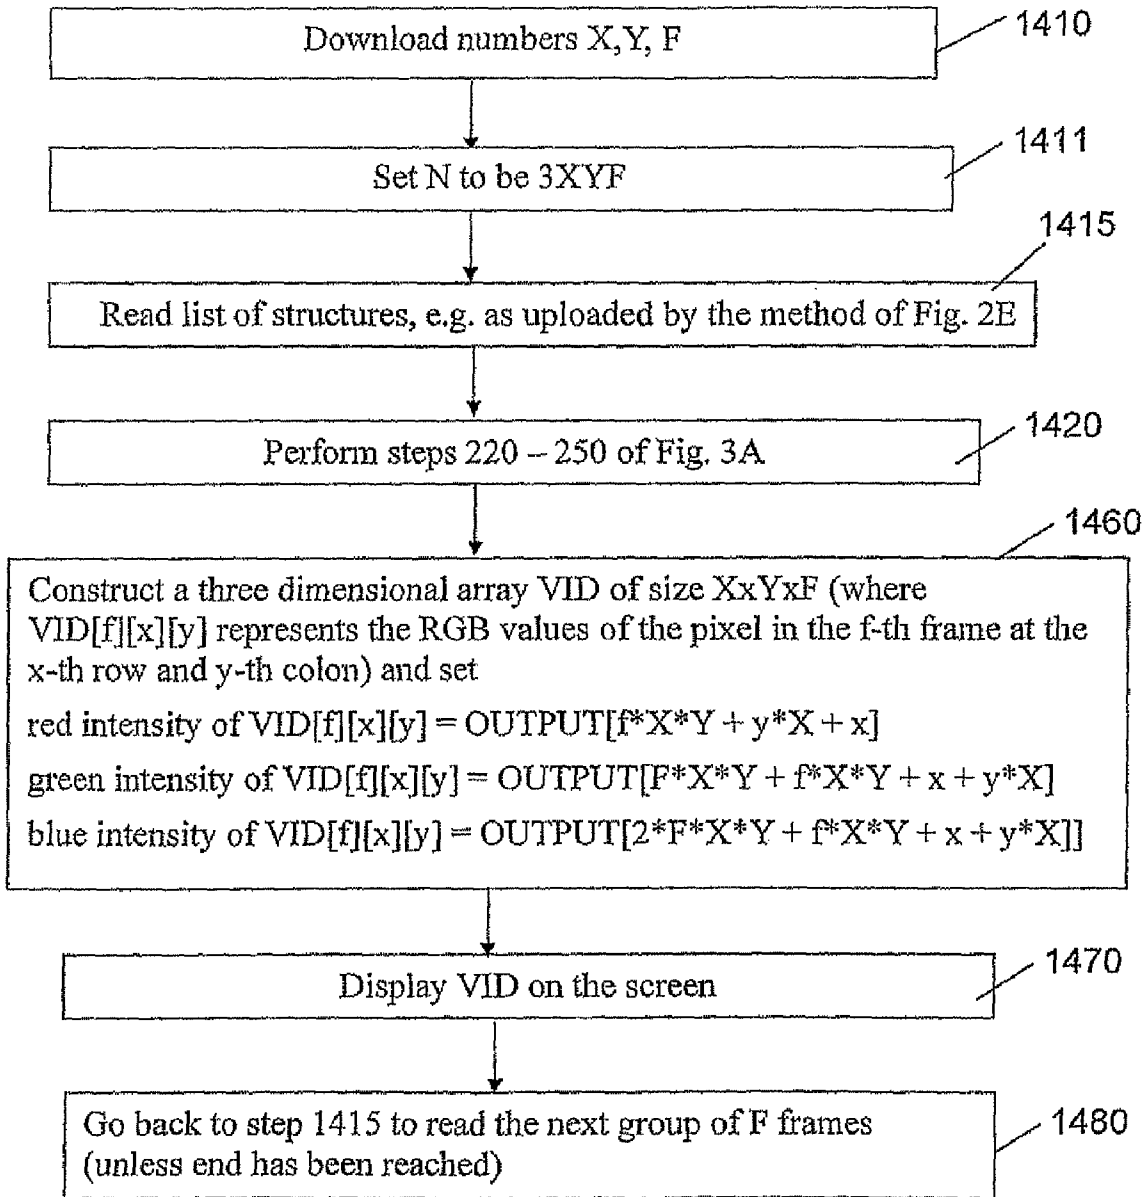 Download numbers X,Y, F
1410
Set N to be 3XYF
1411
1415
Read list of structures, e.g. as uploaded by the method of Fig. 2E
Perform steps 220 – 250 of Fig. 3A
1420
1460
Construct a three dimensional array VID of size XxYxF (where
VID[f][x][y] represents the RGB values of the pixel in the f-th frame at the
x-th row and y-th colon) and set
red intensity of VID[f][x][y] = OUTPUT[f*X*Y + y*X + x]
green intensity of VID[f][x][y] = OUTPUT[F*X*Y + f*X*Y + x + y*X]
blue intensity of VID[f][x][y] = OUTPUT[2*F*X*Y + f*X*Y + x + y*X]]
1470
Display VID on the screen
Go back to step 1415 to read the next group of F frames
(unless end has been reached)
1480